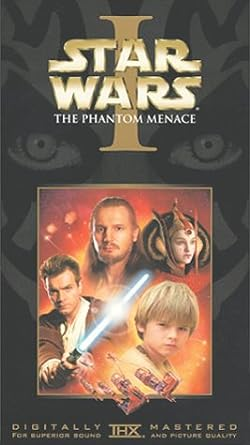 STAR
WARS
I
THE PHANTOM MENACE
DIGITALLY THX MASTERED
FOR SUPERIOR SOUND AND PICTURE QUALITY